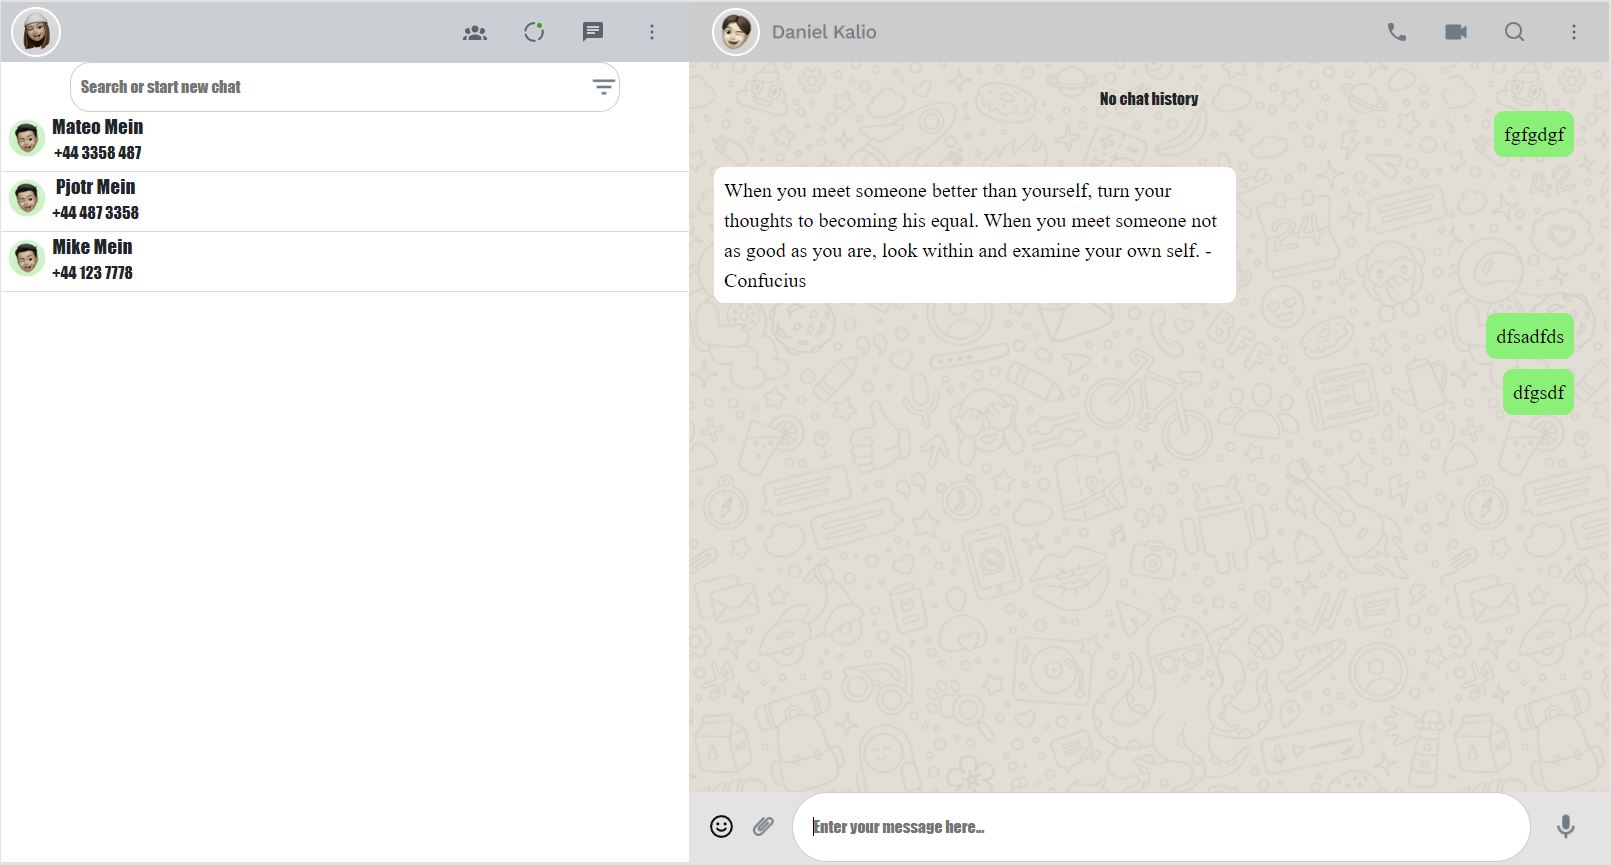 Search or start new chat
Mateo Mein
+44 3358 487
Pjotr Mein
+44 487 3358
Mike Mein
+44 123 7778
Daniel Kalio
No chat history
fgfgdgf
When you meet someone better than yourself, turn your
thoughts to becoming his equal. When you meet someone not
as good as you are, look within and examine your own self. -
Confucius
dfsadfds
dfgsdf
Enter your message here...